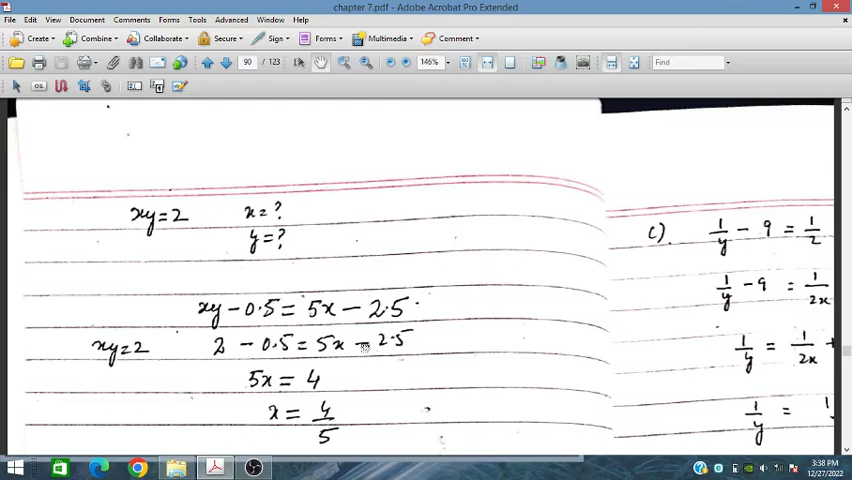 chapter 7.pdf - Adobe Acrobat Pro Extended
File Edit View Document Comments Forms Tools Advanced Window Help
Create Combine Collaborate Secure Sign Forms Multimedia Comment
90 / 123 146% Find
xy = 2 x = ?
y = ?
xy - 0.5 = 5x - 2.5
xy = 2 2 - 0.5 = 5x - 2.5
5x = 4
x = 4/5
c). 1/y - 9 = 1/2
1/y - 9 = 1/2x
1/y = 1/2x +
1/y =
3:38 PM
12/27/2022